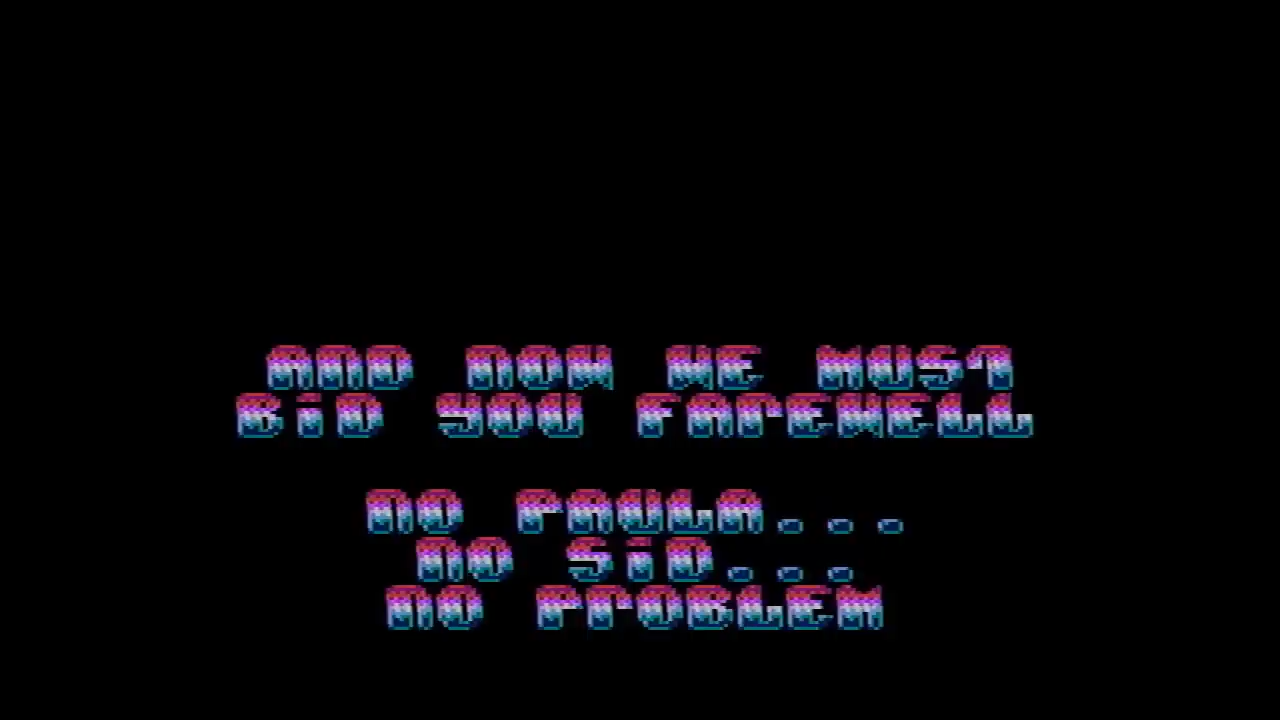 AND NOW WE MUST
BiD YOU FAREWELL
NO PAULA...
NO SiD...
NO PROBLEM